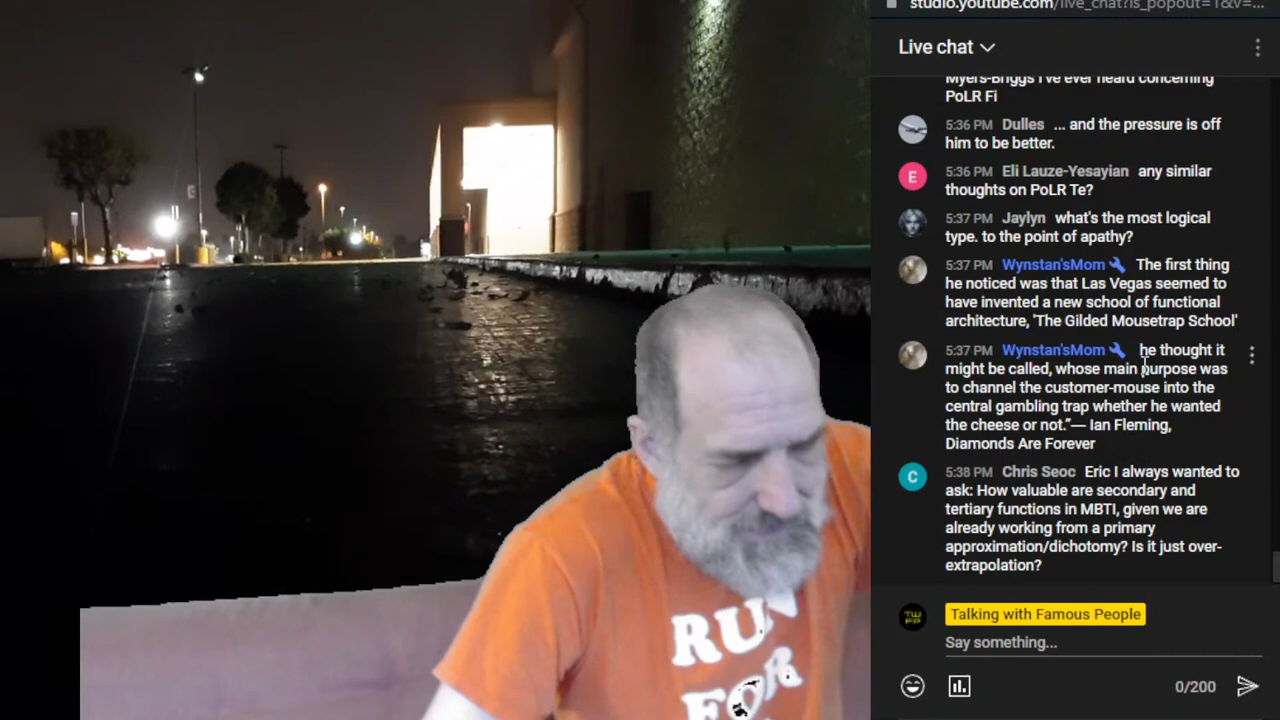 studio.youtube.com/live_chat?is_popout=1&v=...
Live chat
Myers-Briggs I've ever heard concerning
PoLR Fi
5:36 PM Dulles ... and the pressure is off
him to be better.
E 5:36 PM Eli Lauze-Yesayian any similar
thoughts on PoLR Te?
5:37 PM Jaylyn what's the most logical
type. to the point of apathy?
5:37 PM Wynstan'sMom The first thing
he noticed was that Las Vegas seemed to
have invented a new school of functional
architecture, 'The Gilded Mousetrap School'
5:37 PM Wynstan'sMom he thought it
might be called, whose main purpose was
to channel the customer-mouse into the
central gambling trap whether he wanted
the cheese or not."― Ian Fleming,
Diamonds Are Forever
C 5:38 PM Chris Seoc Eric I always wanted to
ask: How valuable are secondary and
tertiary functions in MBTI, given we are
already working from a primary
approximation/dichotomy? Is it just over-
extrapolation?
TWFP Talking with Famous People
Say something...
0/200
RUN
FOR